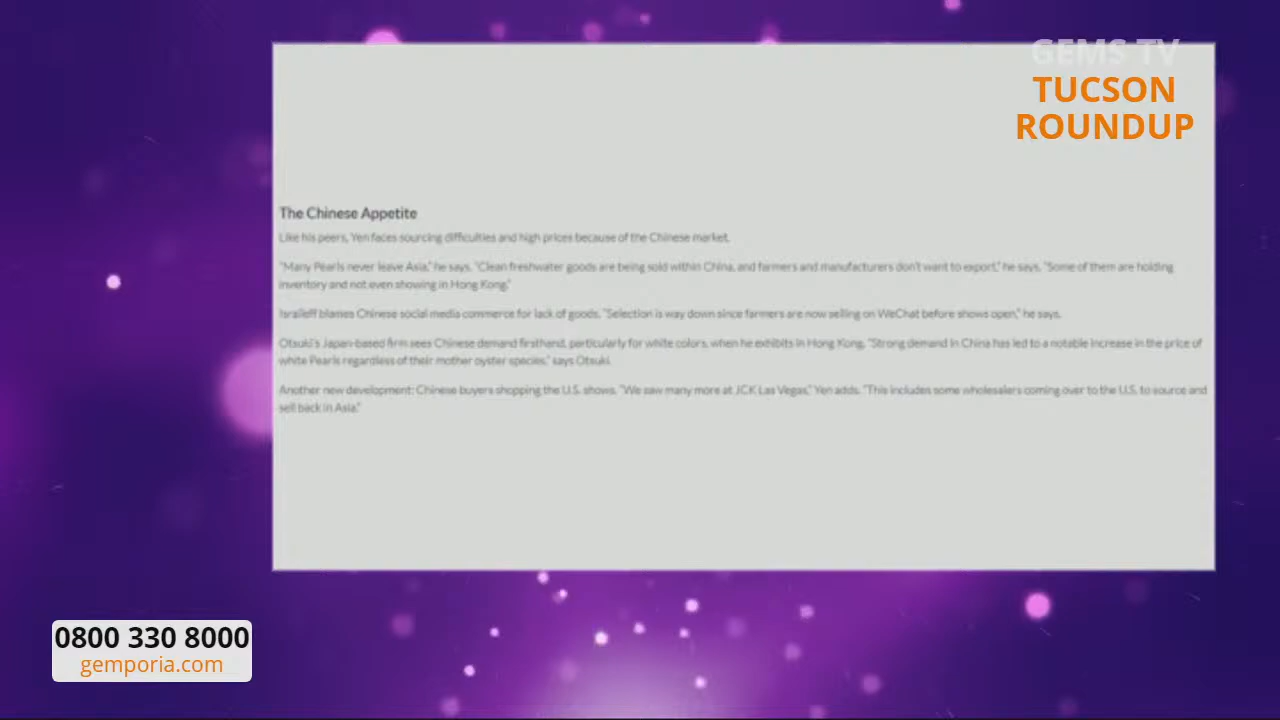 GEMS TV
TUCSON
ROUNDUP
The Chinese Appetite
Like his peers, Yen faces sourcing difficulties and high prices because of the Chinese market.
"Many Pearls never leave Asia," he says. "Clean freshwater goods are being sold within China, and farmers and manufacturers don't want to export," he says. "Some of them are holding
inventory and not even showing in Hong Kong."
Israileff blames Chinese social media commerce for lack of goods. "Selection is way down since farmers are now selling on WeChat before shows open," he says.
Otsuki's Japan-based firm sees Chinese demand firsthand, particularly for white colors, when he exhibits in Hong Kong. "Strong demand in China has led to a notable increase in the price of
white Pearls regardless of their mother oyster species," says Otsuki.
Another new development: Chinese buyers shopping the U.S. shows. "We saw many more at JCK Las Vegas," Yen adds. "This includes some wholesalers coming over to the U.S. to source and
sell back in Asia."
0800 330 8000
gemporia.com